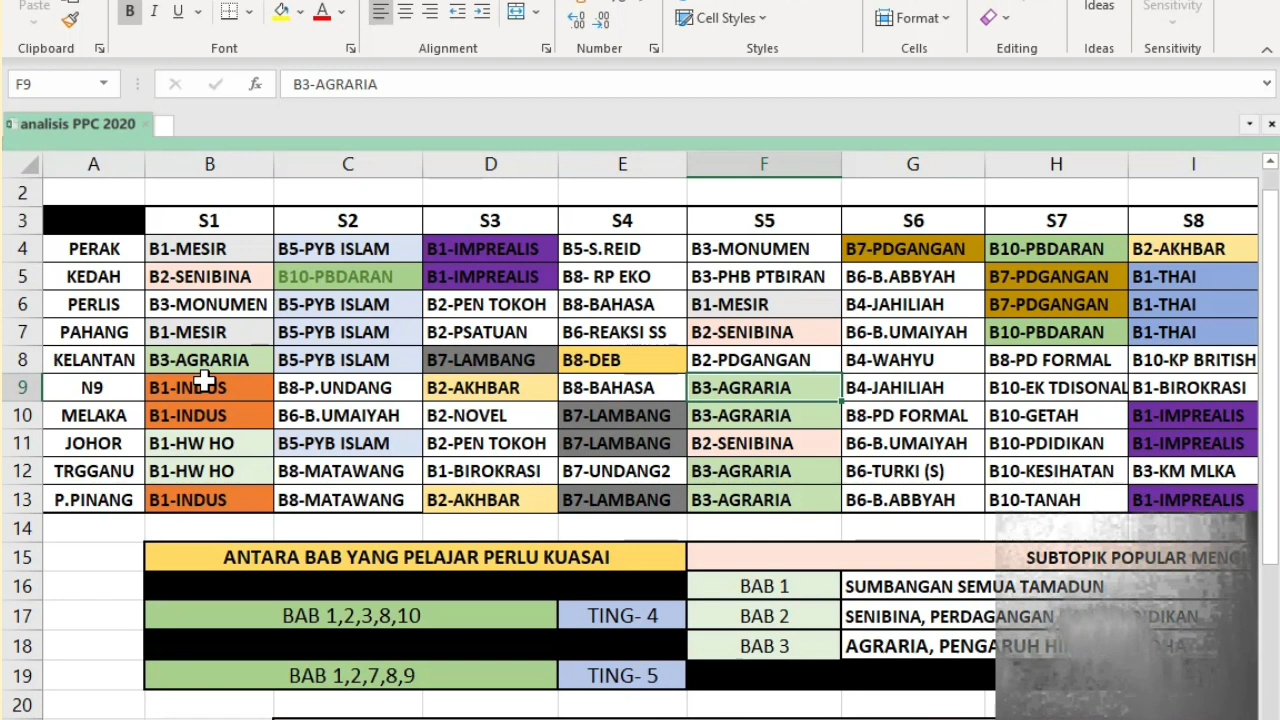 Paste
B I U A Cell Styles Format Ideas Sensitivity
Clipboard Font Alignment Number Styles Cells Editing Ideas Sensitivity
F9 fx B3-AGRARIA
analisis PPC 2020
A B C D E F G H I
2
3 S1 S2 S3 S4 S5 S6 S7 S8
4 PERAK B1-MESIR B5-PYB ISLAM B1-IMPREALIS B5-S.REID B3-MONUMEN B7-PDGANGAN B10-PBDARAN B2-AKHBAR
5 KEDAH B2-SENIBINA B10-PBDARAN B1-IMPREALIS B8- RP EKO B3-PHB PTBIRAN B6-B.ABBYAH B7-PDGANGAN B1-THAI
6 PERLIS B3-MONUMEN B5-PYB ISLAM B2-PEN TOKOH B8-BAHASA B1-MESIR B4-JAHILIAH B7-PDGANGAN B1-THAI
7 PAHANG B1-MESIR B5-PYB ISLAM B2-PSATUAN B6-REAKSI SS B2-SENIBINA B6-B.UMAIYAH B10-PBDARAN B1-THAI
8 KELANTAN B3-AGRARIA B5-PYB ISLAM B7-LAMBANG B8-DEB B2-PDGANGAN B4-WAHYU B8-PD FORMAL B10-KP BRITISH
9 N9 B1-INDUS B8-P.UNDANG B2-AKHBAR B8-BAHASA B3-AGRARIA B4-JAHILIAH B10-EK TDISONAL B1-BIROKRASI
10 MELAKA B1-INDUS B6-B.UMAIYAH B2-NOVEL B7-LAMBANG B3-AGRARIA B8-PD FORMAL B10-GETAH B1-IMPREALIS
11 JOHOR B1-HW HO B5-PYB ISLAM B2-PEN TOKOH B7-LAMBANG B2-SENIBINA B6-B.UMAIYAH B10-PDIDIKAN B1-IMPREALIS
12 TRGGANU B1-HW HO B8-MATAWANG B1-BIROKRASI B7-UNDANG2 B3-AGRARIA B6-TURKI (S) B10-KESIHATAN B3-KM MLKA
13 P.PINANG B1-INDUS B8-MATAWANG B2-AKHBAR B7-LAMBANG B3-AGRARIA B6-B.ABBYAH B10-TANAH B1-IMPREALIS
14
15 ANTARA BAB YANG PELAJAR PERLU KUASAI SUBTOPIK POPULAR
16 BAB 1 SUMBANGAN SEMUA TAMADUN
17 BAB 1,2,3,8,10 TING- 4 BAB 2 SENIBINA, PERDAGANGAN
18 BAB 3 AGRARIA, PENGARUH
19 BAB 1,2,7,8,9 TING- 5
20